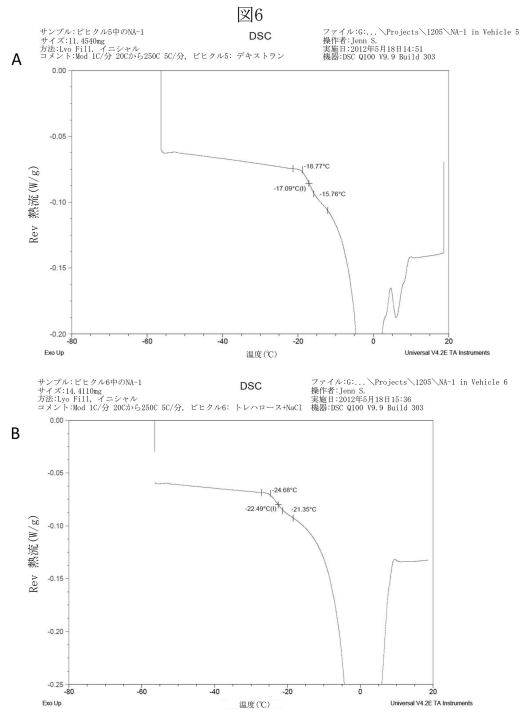 図6
サンプル:ビヒクル5中のNA-1
サイズ:11.4540mg
方法:Lyo Fill, イニシャル
コメント:Mod 1C/分 20Cから250C 5C/分, ビヒクル5: デキストラン
DSC
ファイル:G:...\Projects\1205\NA-1 in Vehicle 5
操作者:Jenn S.
実施日:2012年5月18日14:51
機器:DSC Q100 V9.9 Build 303
A
0.00
-0.05
-0.10
-0.15
-0.20
Rev 熱流(W/g)
-18.77°C
-17.09°C(I)
-15.76°C
-80
-60
-40
-20
0
20
Exo Up
温度(℃)
Universal V4.2E TA Instruments
サンプル:ビヒクル6中のNA-1
サイズ:14.4110mg
方法:Lyo Fill, イニシャル
コメント:Mod 1C/分 20Cから250C 5C/分, ビヒクル6: トレハロース+NaCl
DSC
ファイル:G:...\Projects\1205\NA-1 in Vehicle 6
操作者:Jenn S.
実施日:2012年5月18日15:36
機器:DSC Q100 V9.9 Build 303
B
0.00
-0.05
-0.10
-0.15
-0.20
-0.25
Rev 熱流(W/g)
-24.68°C
-22.49°C(I)
-21.35°C
-80
-60
-40
-20
0
20
Exo Up
温度(℃)
Universal V4.2E TA Instruments